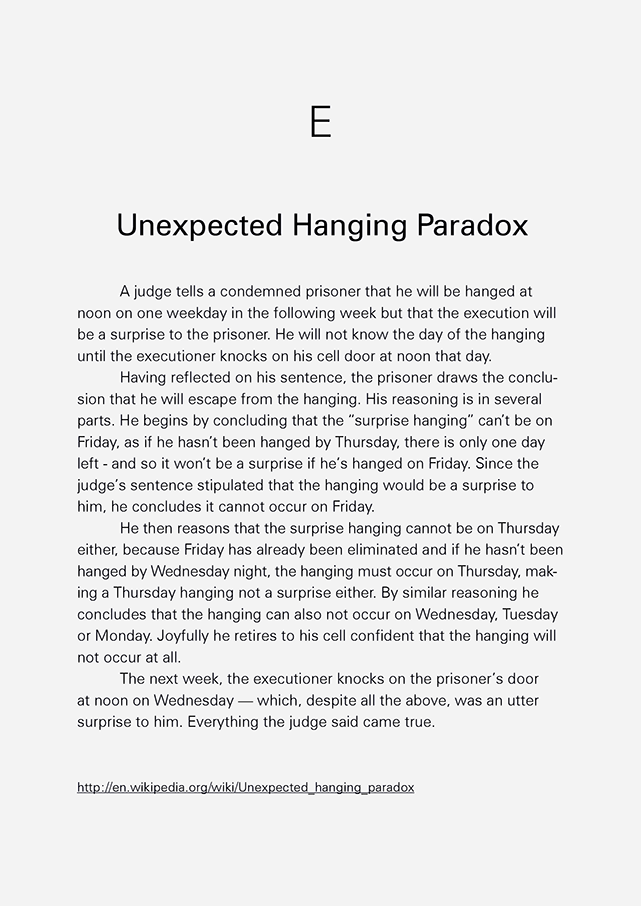 E
Unexpected Hanging Paradox
A judge tells a condemned prisoner that he will be hanged at
noon on one weekday in the following week but that the execution will
be a surprise to the prisoner. He will not know the day of the hanging
until the executioner knocks on his cell door at noon that day.
Having reflected on his sentence, the prisoner draws the conclu-
sion that he will escape from the hanging. His reasoning is in several
parts. He begins by concluding that the “surprise hanging” can’t be on
Friday, as if he hasn’t been hanged by Thursday, there is only one day
left - and so it won’t be a surprise if he’s hanged on Friday. Since the
judge’s sentence stipulated that the hanging would be a surprise to
him, he concludes it cannot occur on Friday.
He then reasons that the surprise hanging cannot be on Thursday
either, because Friday has already been eliminated and if he hasn’t been
hanged by Wednesday night, the hanging must occur on Thursday, mak-
ing a Thursday hanging not a surprise either. By similar reasoning he
concludes that the hanging can also not occur on Wednesday, Tuesday
or Monday. Joyfully he retires to his cell confident that the hanging will
not occur at all.
The next week, the executioner knocks on the prisoner’s door
at noon on Wednesday — which, despite all the above, was an utter
surprise to him. Everything the judge said came true.
http://en.wikipedia.org/wiki/Unexpected_hanging_paradox